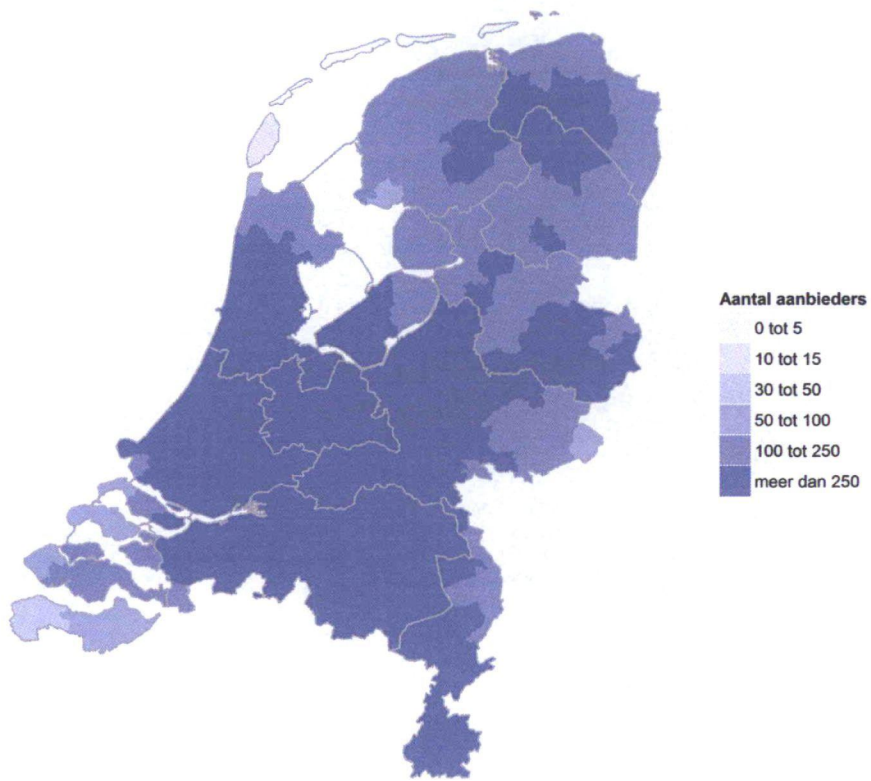 Aantal aanbieders
0 tot 5
10 tot 15
30 tot 50
50 tot 100
100 tot 250
meer dan 250